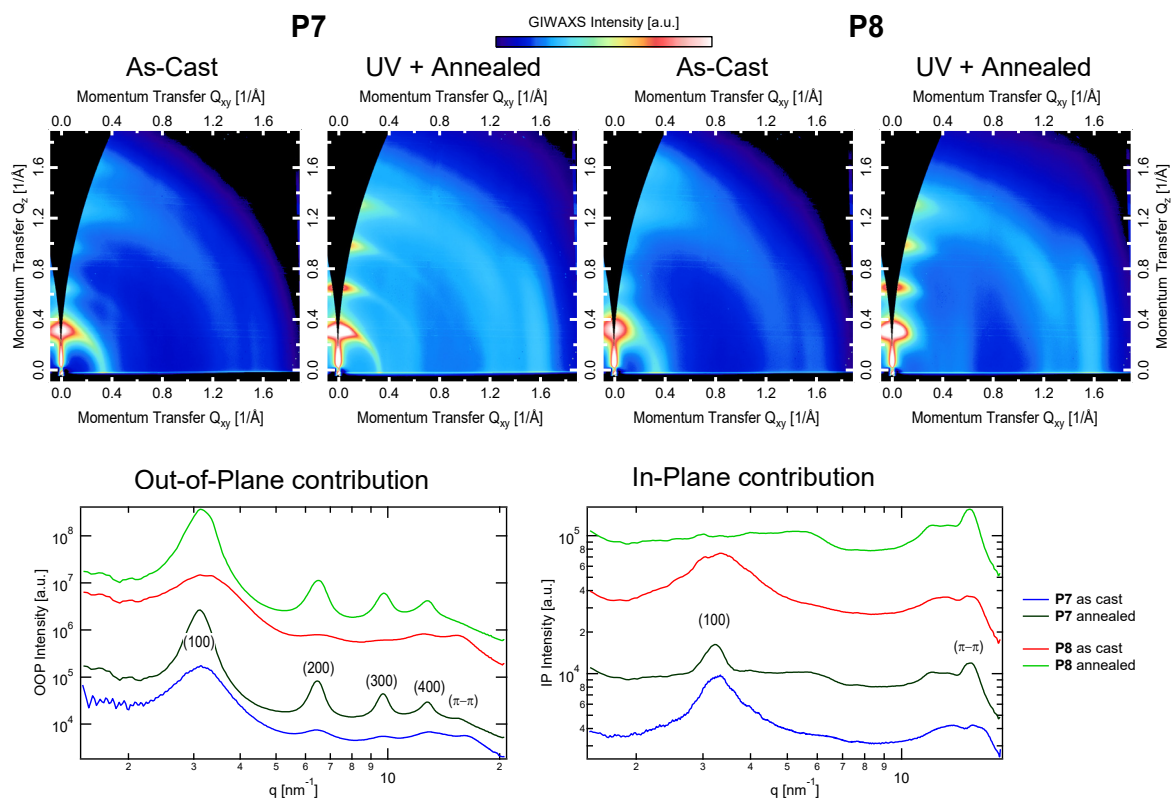 P7
GIWAXS Intensity [a.u.]
P8
As-Cast
UV + Annealed
As-Cast
UV + Annealed
Momentum Transfer Qxy [1/Å]
Momentum Transfer Qxy [1/Å]
Momentum Transfer Qxy [1/Å]
Momentum Transfer Qxy [1/Å]
0.0 0.4 0.8 1.2 1.6
0.0 0.4 0.8 1.2 1.6
0.0 0.4 0.8 1.2 1.6
0.0 0.4 0.8 1.2 1.6
Momentum Transfer Qz [1/Å]
1.6
1.2
0.8
0.4
0.0
1.6
1.2
0.8
0.4
0.0
Momentum Transfer Qz [1/Å]
0.0 0.4 0.8 1.2 1.6
0.0 0.4 0.8 1.2 1.6
0.0 0.4 0.8 1.2 1.6
0.0 0.4 0.8 1.2 1.6
Momentum Transfer Qxy [1/Å]
Momentum Transfer Qxy [1/Å]
Momentum Transfer Qxy [1/Å]
Momentum Transfer Qxy [1/Å]
Out-of-Plane contribution
OOP Intensity [a.u.]
10^8
10^7
10^6
10^5
10^4
(100)
(200)
(300)
(400)
(π−π)
2 3 4 5 6 7 8 9 10 2
q [nm^-1]
In-Plane contribution
IP Intensity [a.u.]
10^5
8
6
4
2
10^4
8
6
4
(100)
(π−π)
2 3 4 5 6 7 8 9 10
q [nm^-1]
P7 as cast
P7 annealed
P8 as cast
P8 annealed